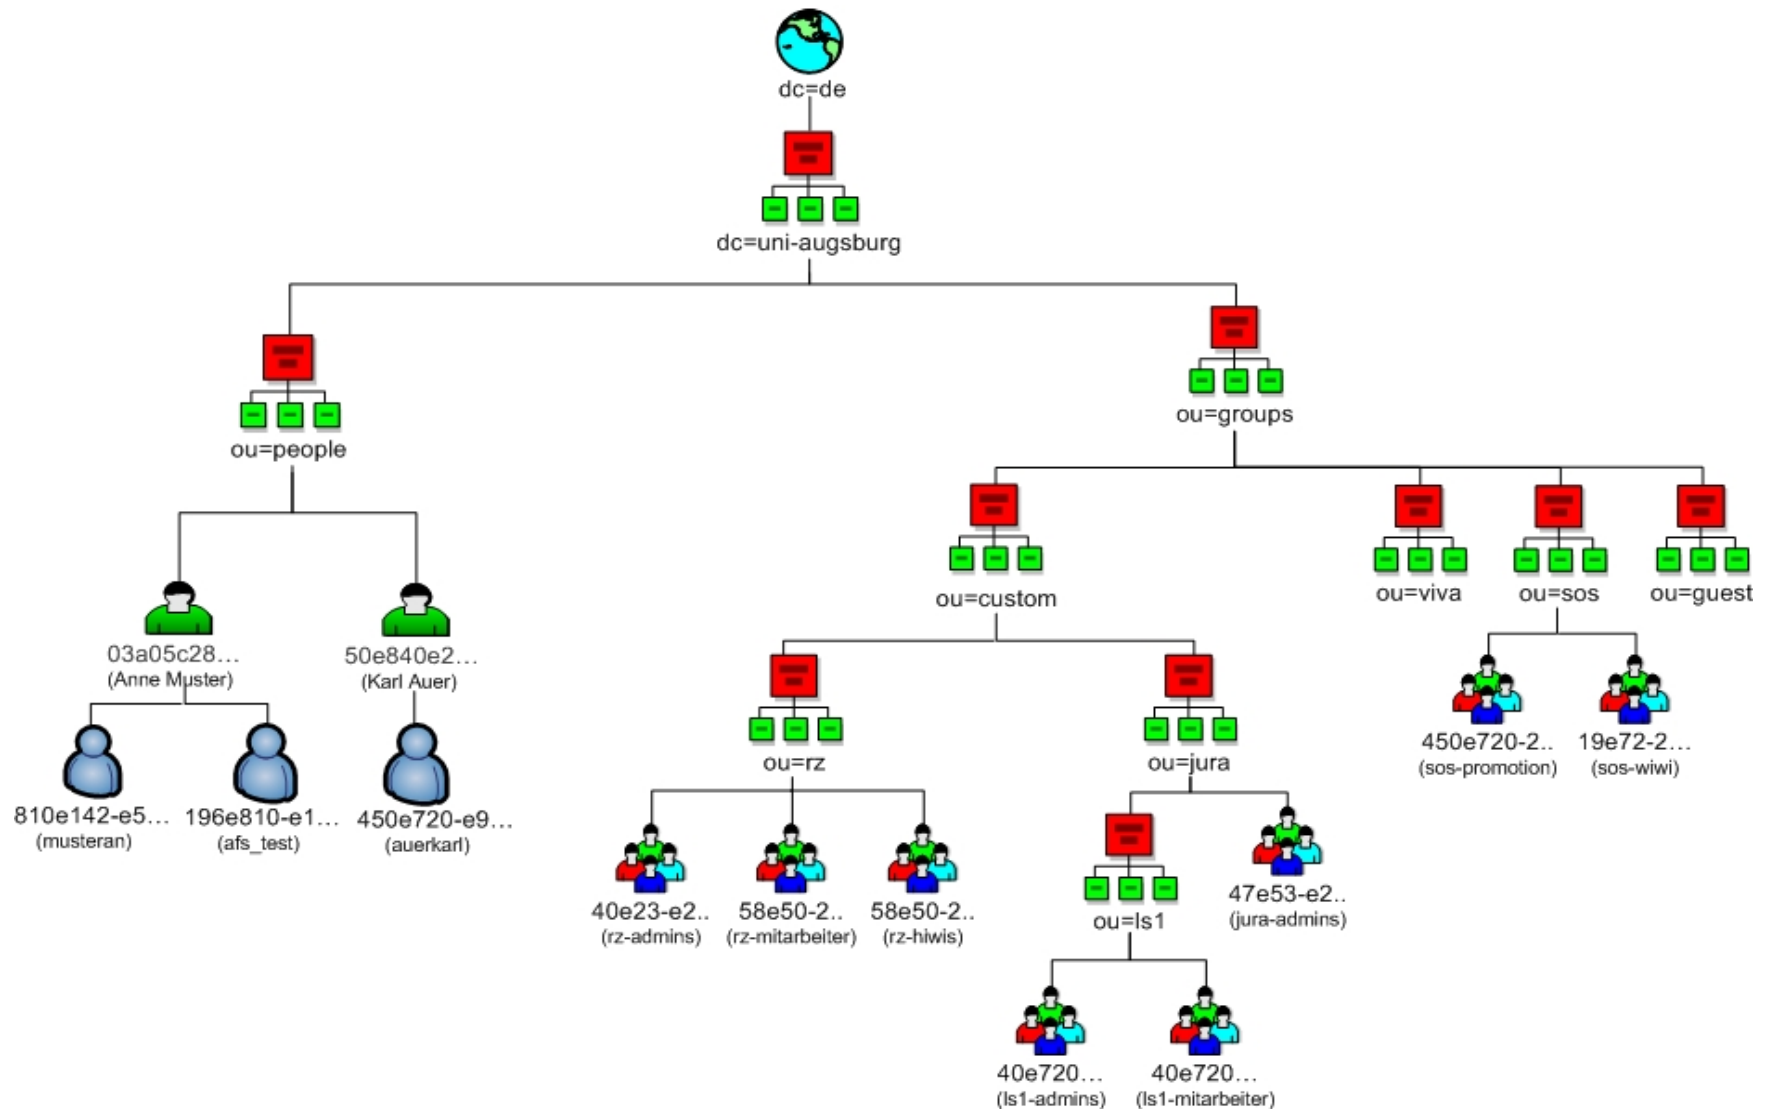 dc=de
dc=uni-augsburg
ou=people
ou=groups
ou=custom
ou=viva
ou=sos
ou=guest
03a05c28…
(Anne Muster)
50e840e2…
(Karl Auer)
810e142-e5…
(musteran)
196e810-e1…
(afs_test)
450e720-e9…
(auerkarl)
ou=rz
ou=jura
450e720-2..
(sos-promotion)
19e72-2…
(sos-wiwi)
40e23-e2..
(rz-admins)
58e50-2..
(rz-mitarbeiter)
58e50-2..
(rz-hiwis)
ou=ls1
47e53-e2..
(jura-admins)
40e720…
(ls1-admins)
40e720…
(ls1-mitarbeiter)